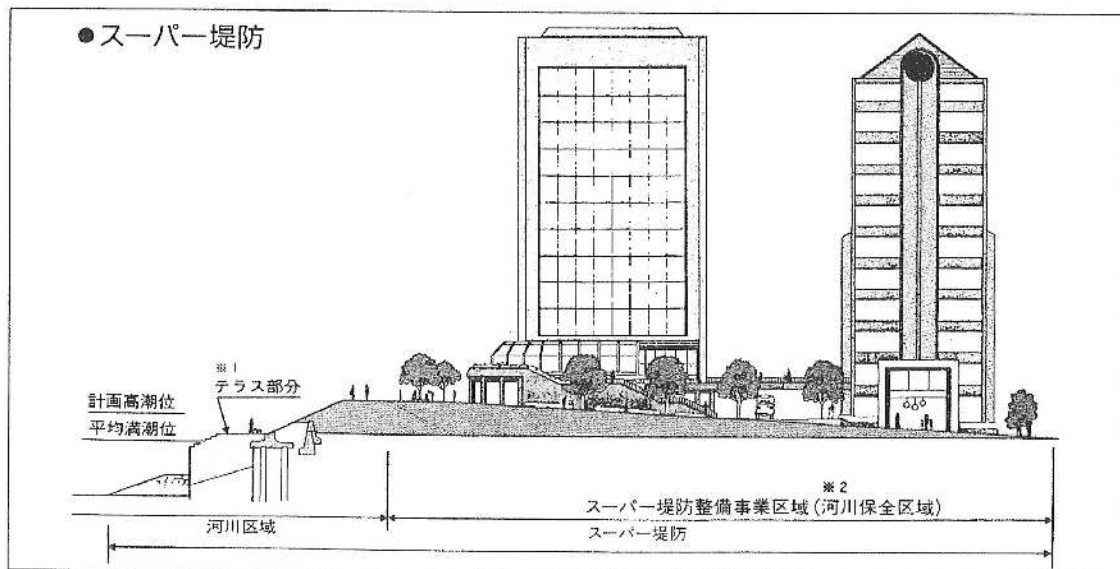 ●スーパー堤防
※1
テラス部分
計画高潮位
平均満潮位
※2
スーパー堤防整備事業区域(河川保全区域)
河川区域
スーパー堤防